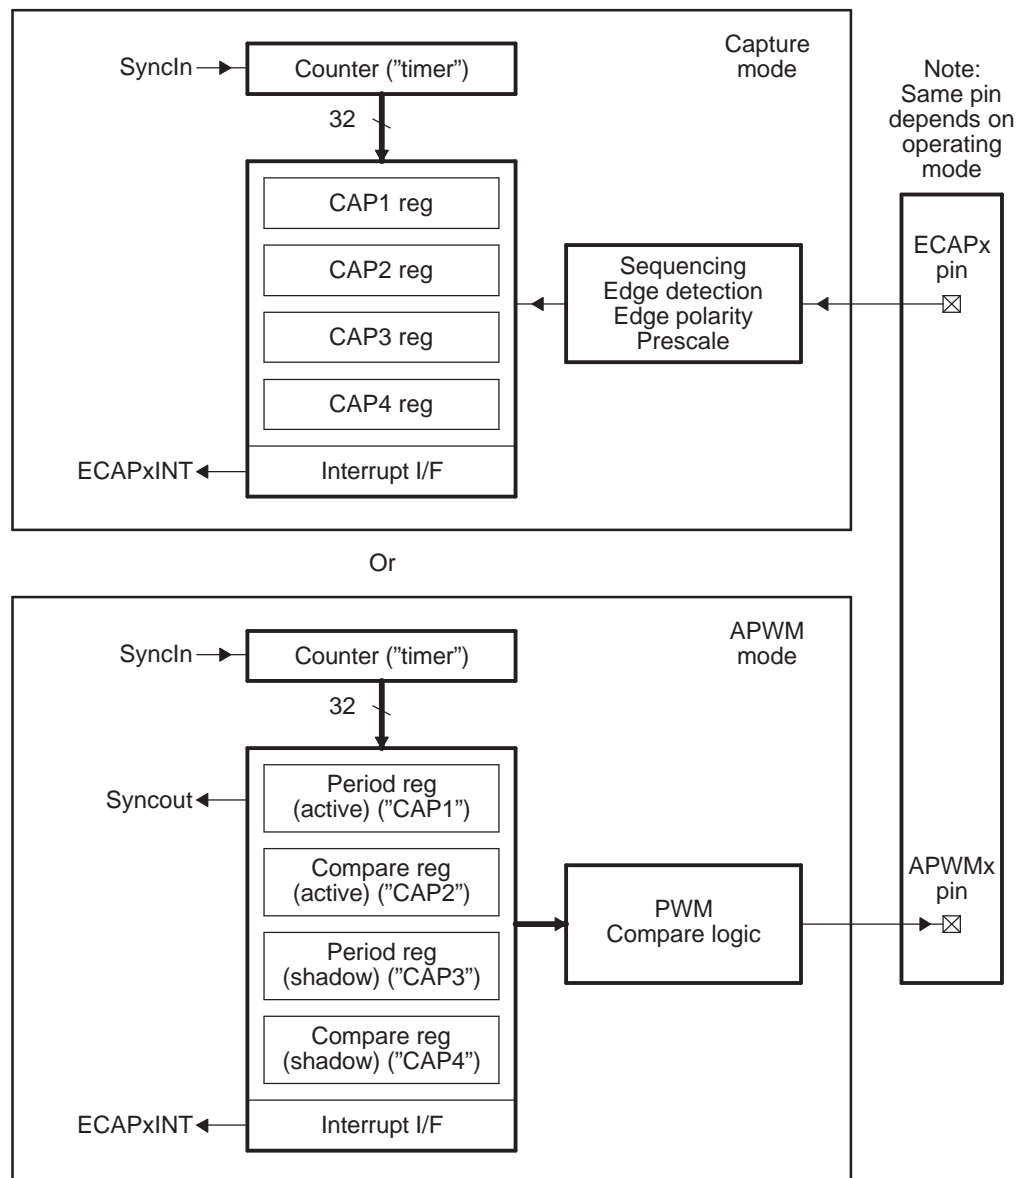 Capture
mode
SyncIn
Counter (”timer”)
32
CAP1 reg
CAP2 reg
CAP3 reg
CAP4 reg
Interrupt I/F
ECAPxINT
Sequencing
Edge detection
Edge polarity
Prescale
Note:
Same pin
depends on
operating
mode
ECAPx
pin
Or
APWM
mode
SyncIn
Counter (”timer”)
32
Syncout
Period reg
(active) (”CAP1”)
Compare reg
(active) (”CAP2”)
Period reg
(shadow) (”CAP3”)
Compare reg
(shadow) (”CAP4”)
Interrupt I/F
ECAPxINT
PWM
Compare logic
APWMx
pin